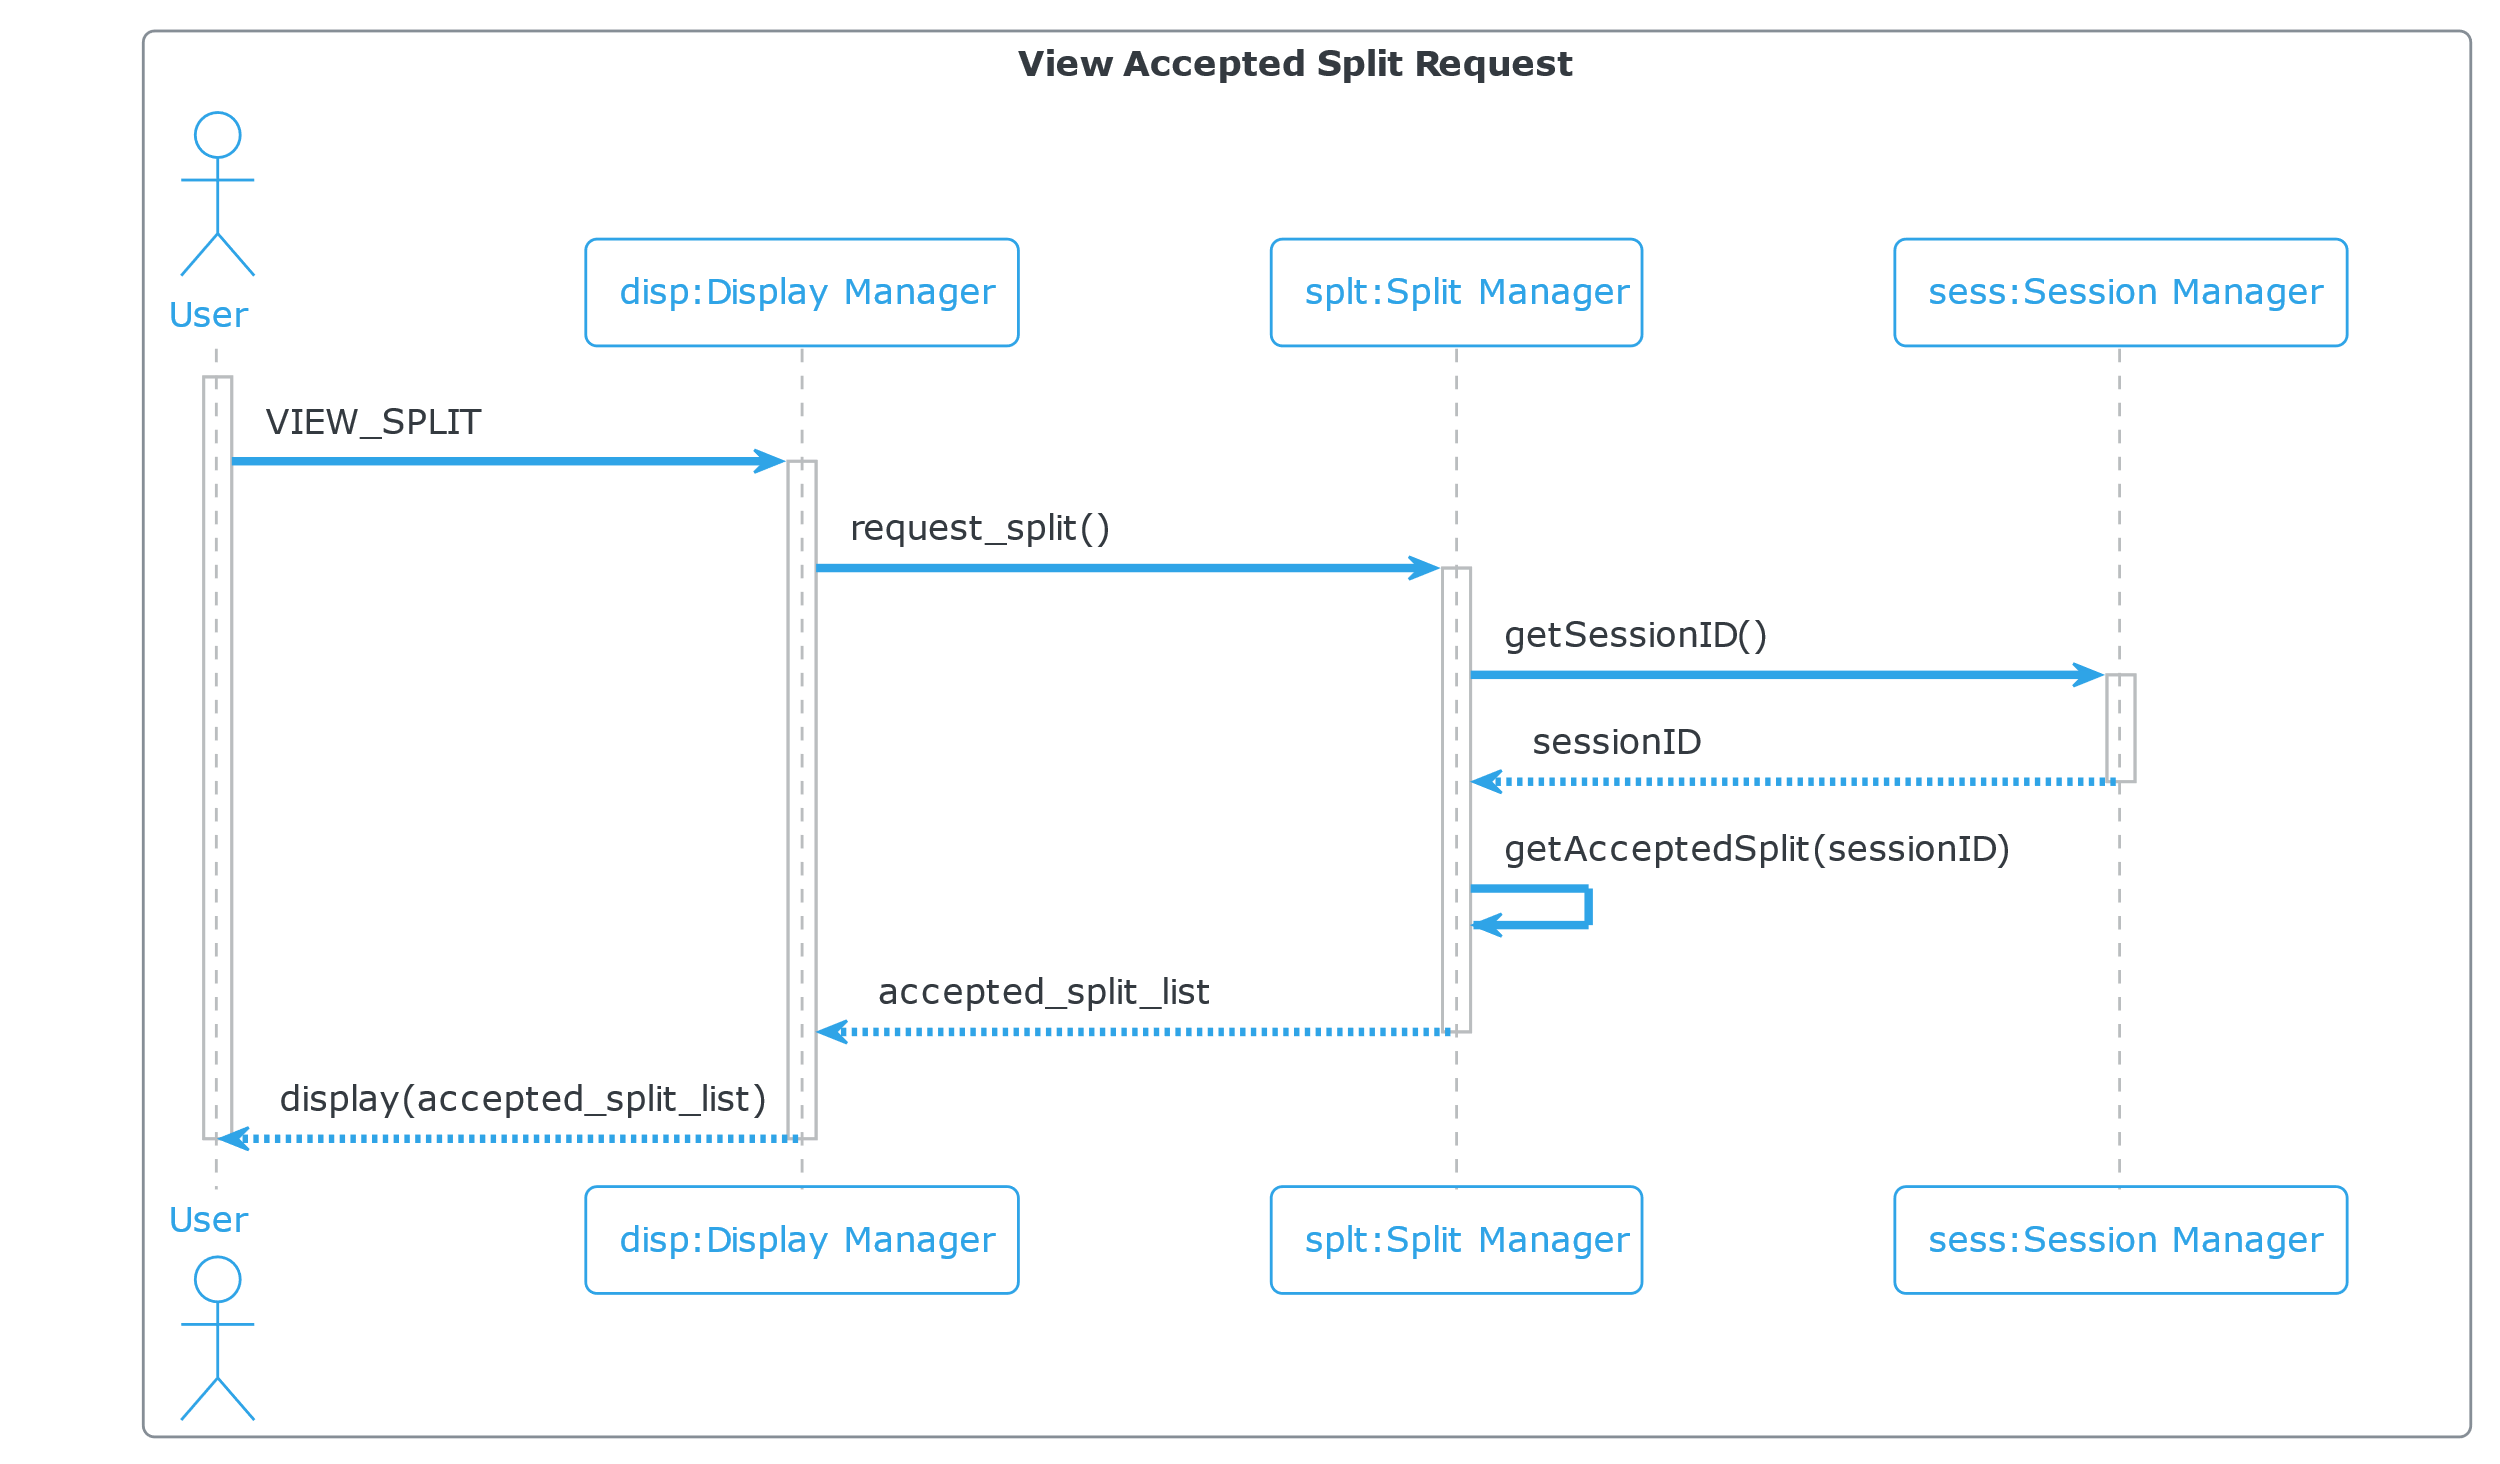 View Accepted Split Request
User
disp:Display Manager
splt:Split Manager
sess:Session Manager
VIEW_SPLIT
request_split()
getSessionID()
sessionID
getAcceptedSplit(sessionID)
accepted_split_list
display(accepted_split_list)
User
disp:Display Manager
splt:Split Manager
sess:Session Manager